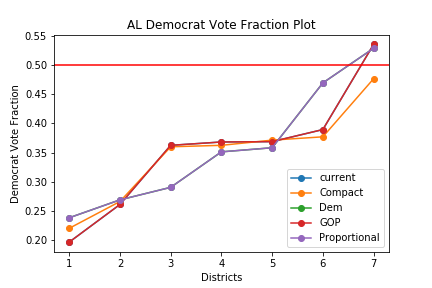 AL Democrat Vote Fraction Plot
0.55
0.50
0.45
0.40
0.35
0.30
0.25
0.20
Democrat Vote Fraction
current
Compact
Dem
GOP
Proportional
1 2 3 4 5 6 7
Districts